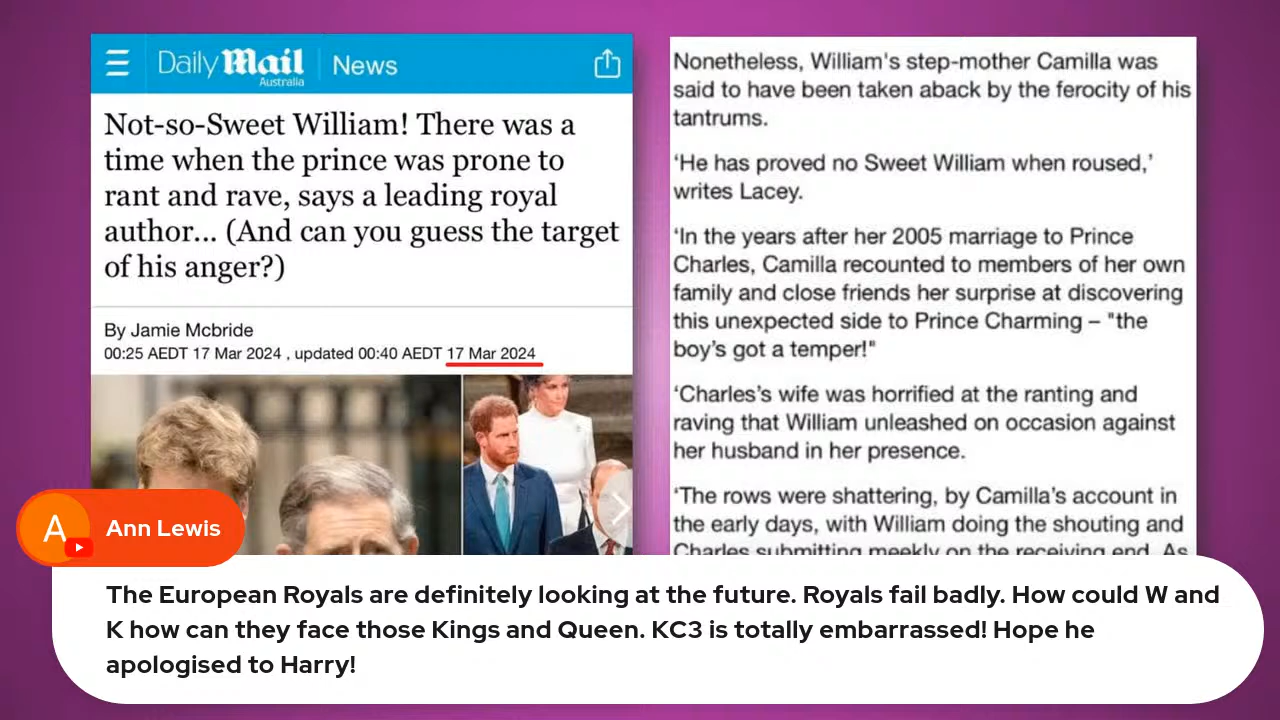 Daily Mail
Australia
News
Not-so-Sweet William! There was a
time when the prince was prone to
rant and rave, says a leading royal
author... (And can you guess the target
of his anger?)
By Jamie Mcbride
00:25 AEDT 17 Mar 2024 , updated 00:40 AEDT 17 Mar 2024
Nonetheless, William's step-mother Camilla was
said to have been taken aback by the ferocity of his
tantrums.
‘He has proved no Sweet William when roused,’
writes Lacey.
‘In the years after her 2005 marriage to Prince
Charles, Camilla recounted to members of her own
family and close friends her surprise at discovering
this unexpected side to Prince Charming – "the
boy’s got a temper!"
‘Charles’s wife was horrified at the ranting and
raving that William unleashed on occasion against
her husband in her presence.
‘The rows were shattering, by Camilla’s account in
the early days, with William doing the shouting and
Charles submitting meekly on the receiving end. As
A
Ann Lewis
The European Royals are definitely looking at the future. Royals fail badly. How could W and
K how can they face those Kings and Queen. KC3 is totally embarrassed! Hope he
apologised to Harry!